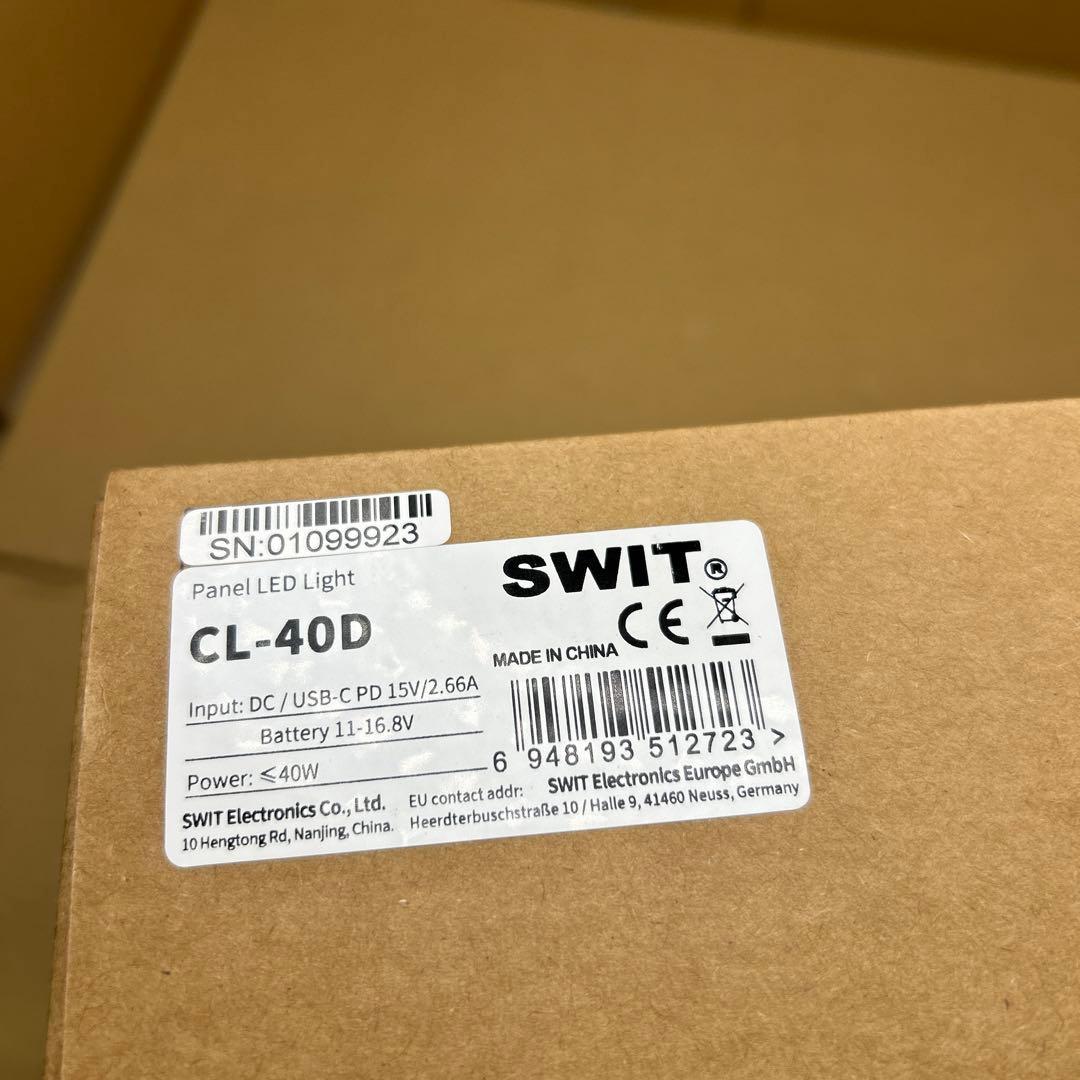 SN:01099923
Panel LED Light
CL-40D
Input: DC / USB-C PD 15V/2.66A
Battery 11-16.8V
Power: ≤40W
SWIT Electronics Co., Ltd.
10 Hengtong Rd, Nanjing, China.
SWIT®
CE
MADE IN CHINA
6 948193 512723 >
EU contact addr: SWIT Electronics Europe GmbH
Heerdterbuschstraße 10 / Halle 9, 41460 Neuss, Germany